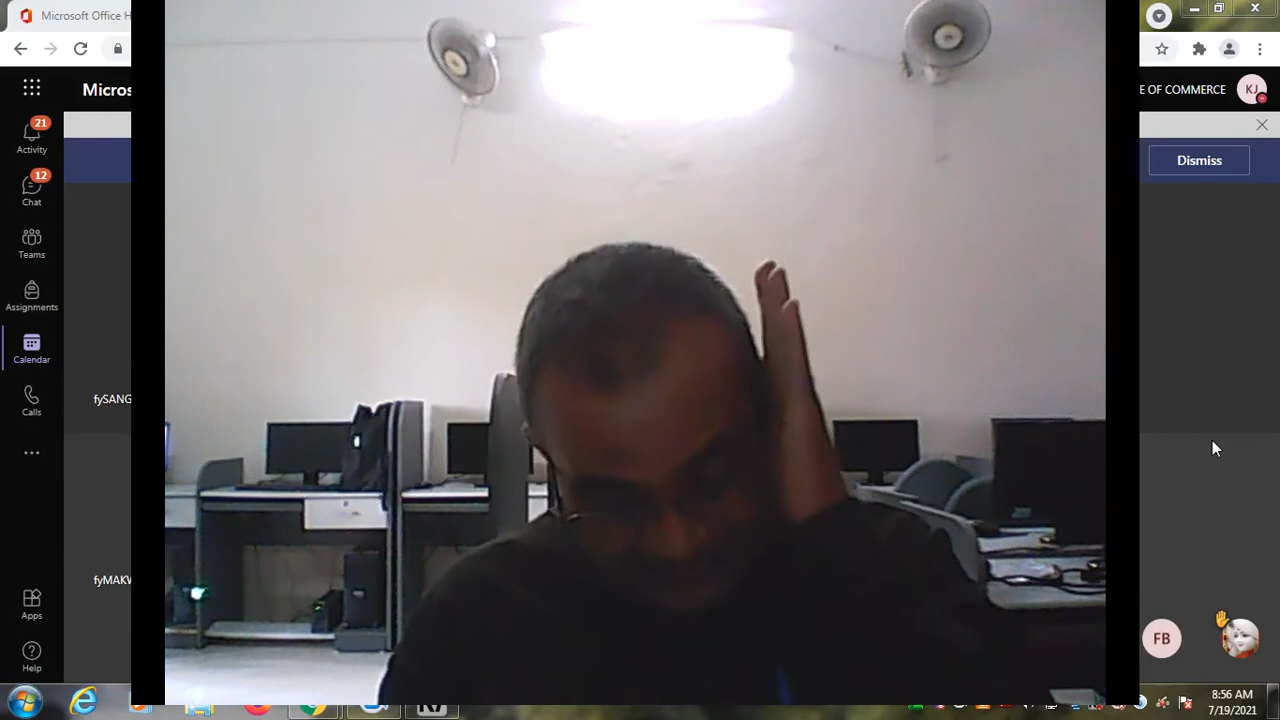 Microsoft Office H
Micros
E OF COMMERCE
KJ
21
Activity
Dismiss
12
Chat
Teams
Assignments
Calendar
Calls
fySANG
fyMAKW
Apps
FB
Help
8:56 AM
7/19/2021